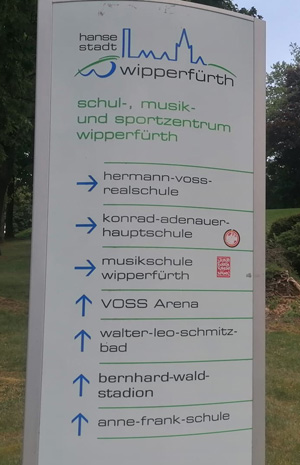 hanse
stadt
wipperfürth
schul-, musik-
und sportzentrum
wipperfürth
hermann-voss-
realschule
konrad-adenauer-
hauptschule
musikschule
wipperfürth
VOSS Arena
walter-leo-schmitz-
bad
bernhard-wald-
stadion
anne-frank-schule